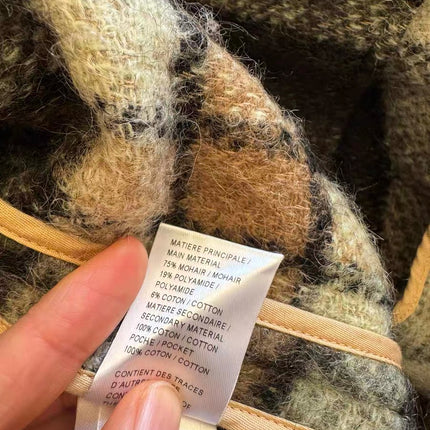 MATIÈRE PRINCIPALE /
MAIN MATERIAL
75% MOHAIR / MOHAIR
19% POLYAMIDE /
POLYAMIDE
6% COTON / COTTON
MATIERE SECONDAIRE /
SECONDARY MATERIAL
100% COTON / COTTON
POCHE / POCKET
100% COTON / COTTON
CONTIENT DES TRACES
D'AUTRES